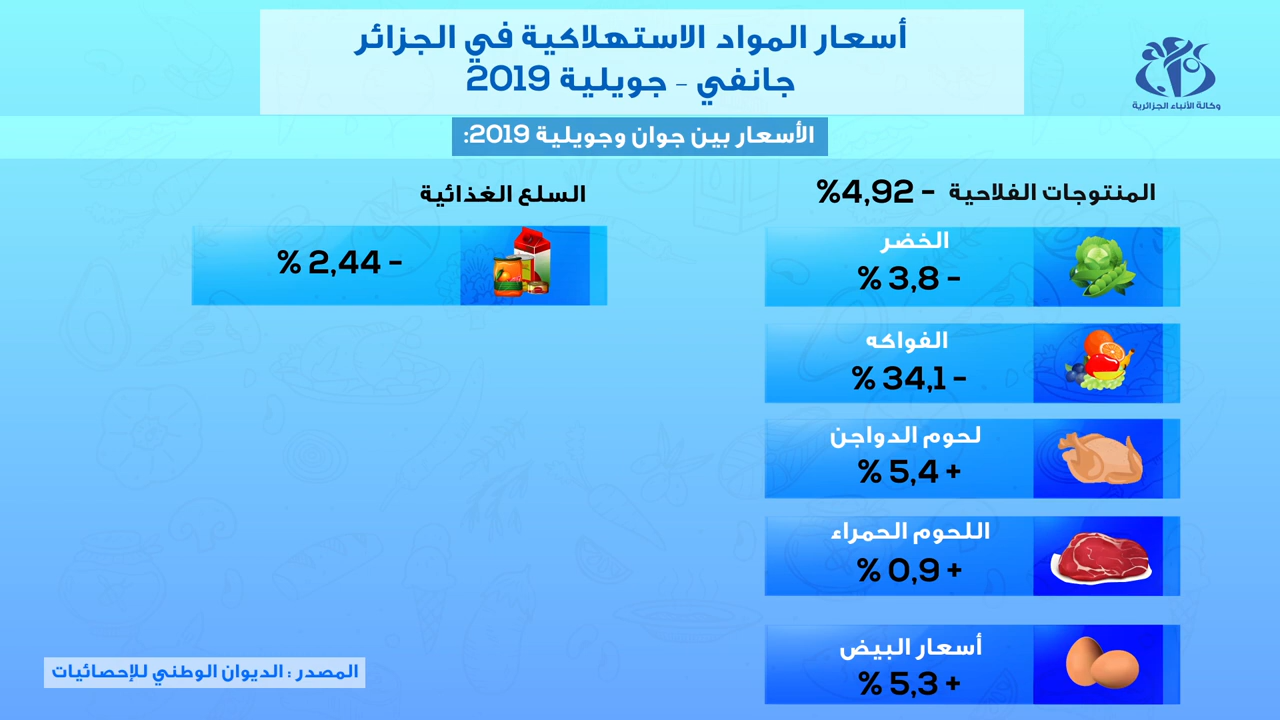 أسعار المواد الاستهلاكية في الجزائر
جانفي - جويلية 2019
وكالة الأنباء الجزائرية
الأسعار بين جوان وجويلية 2019:
المنتوجات الفلاحية - 4,92%
الخضر
- 3,8 %
الفواكه
- 34,1 %
لحوم الدواجن
+ 5,4 %
اللحوم الحمراء
+ 0,9 %
أسعار البيض
+ 5,3 %
السلع الغذائية
- 2,44 %
المصدر : الديوان الوطني للإحصائيات